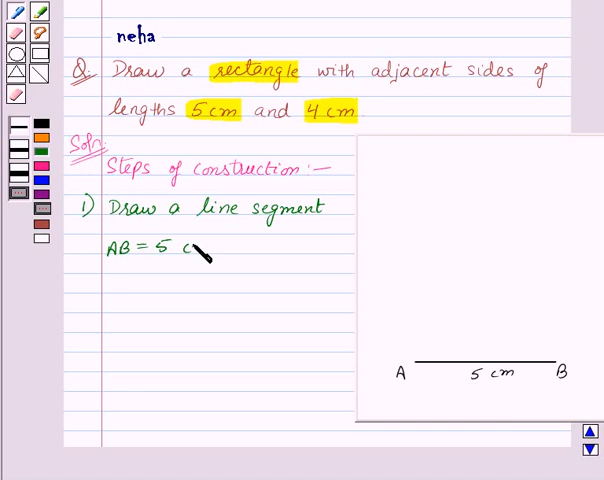 neha
Q. Draw a rectangle with adjacent sides of
lengths 5 cm and 4 cm
Soln:
Steps of construction :-
1) Draw a line segment
AB = 5 c
A 5 cm B